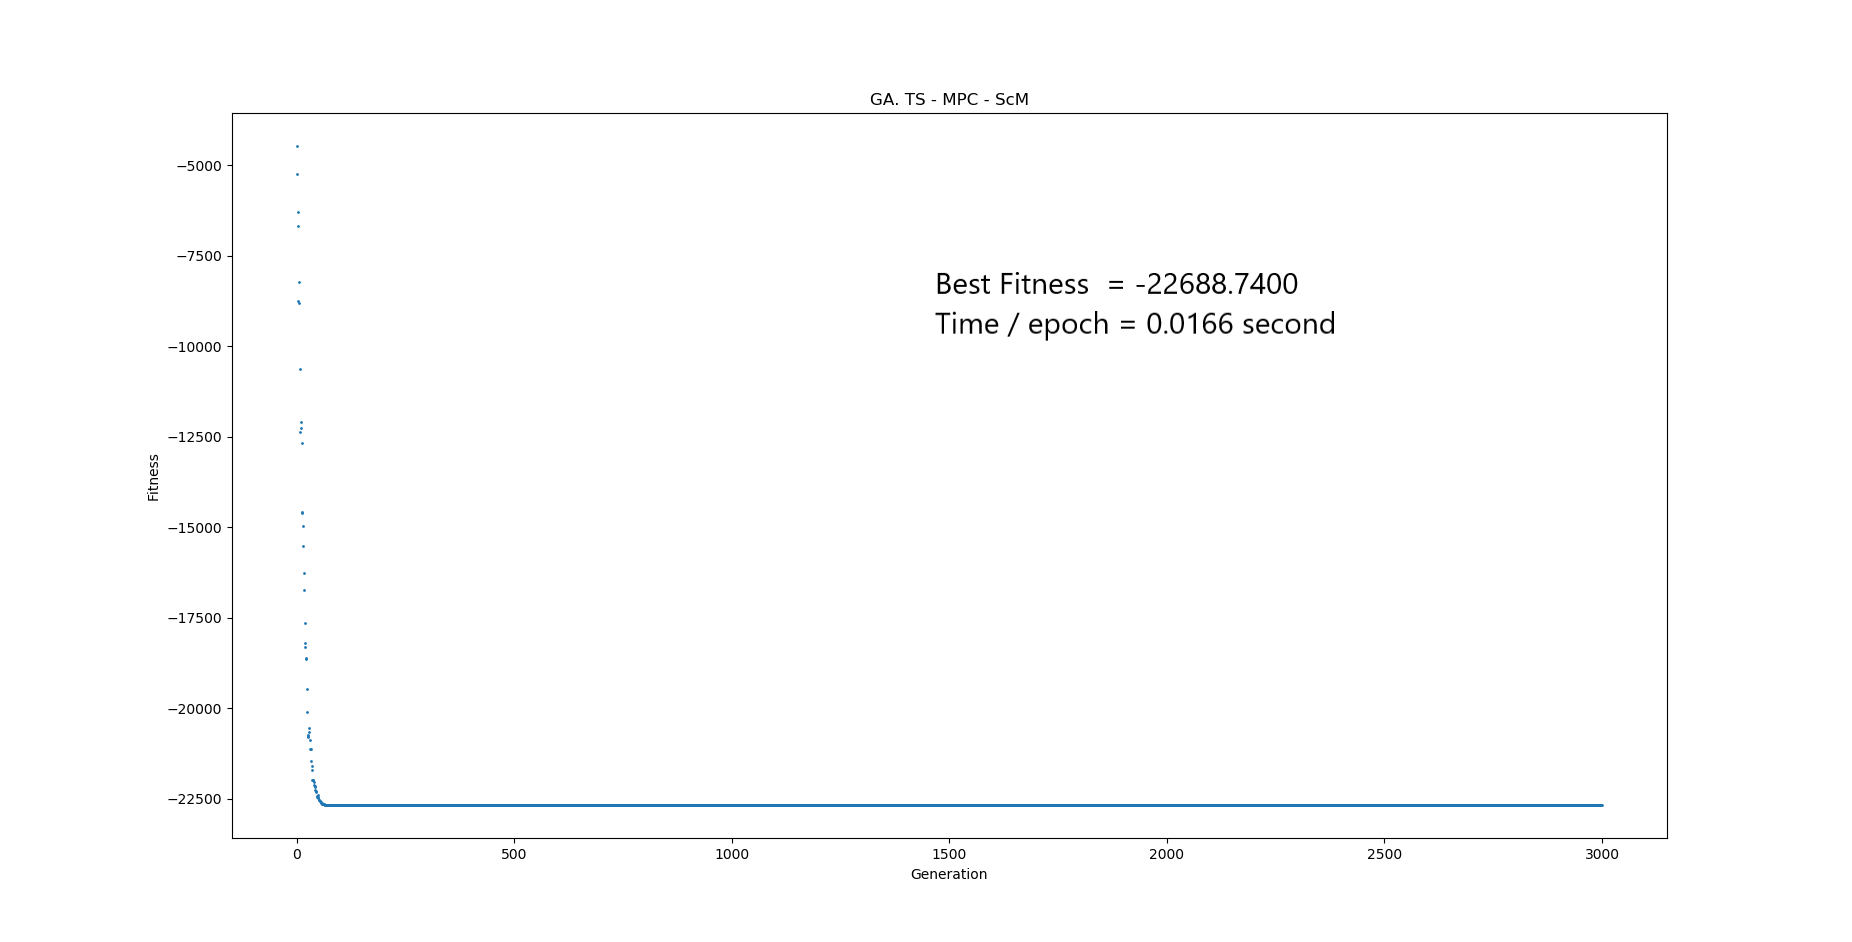 GA. TS - MPC - ScM
−5000
−7500
−10000
−12500
−15000
−17500
−20000
−22500
Fitness
Best Fitness = -22688.7400
Time / epoch = 0.0166 second
0 500 1000 1500 2000 2500 3000
Generation